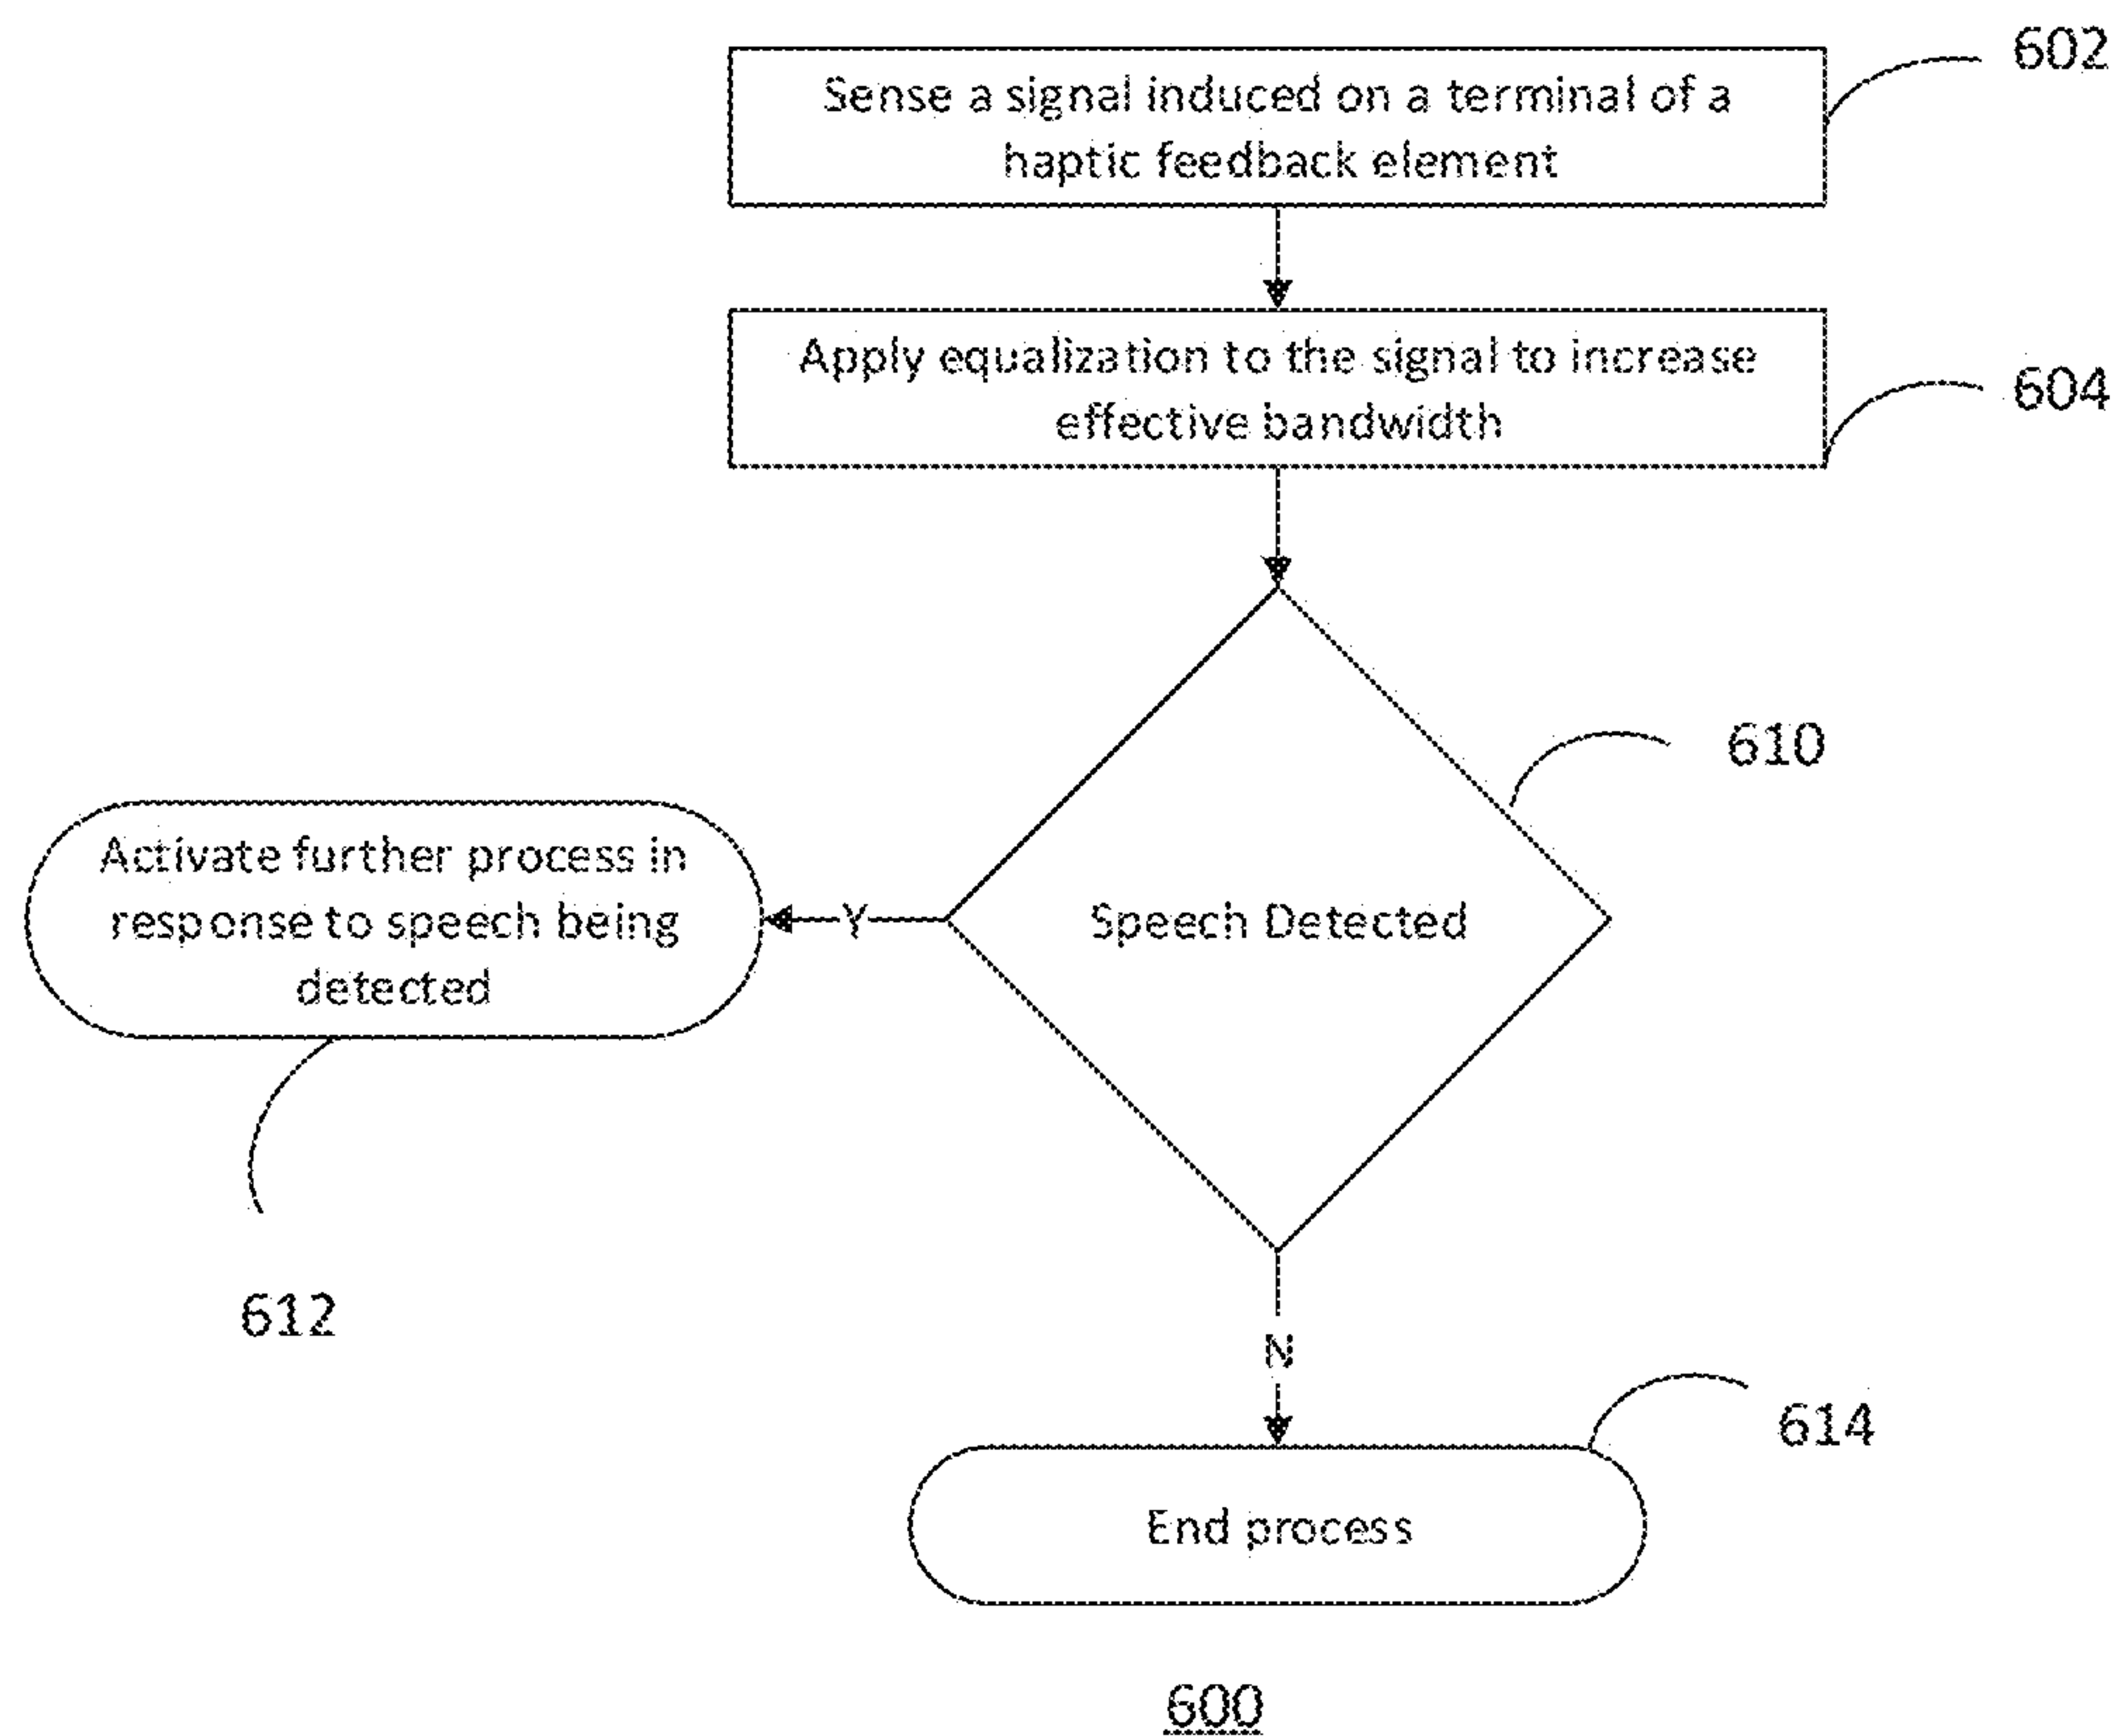 602
Sense a signal induced on a terminal of a
haptic feedback element
Apply equalization to the signal to increase
effective bandwidth
604
610
Activate further process in
response to speech being
detected
Y
Speech Detected
612
N
614
End process
600